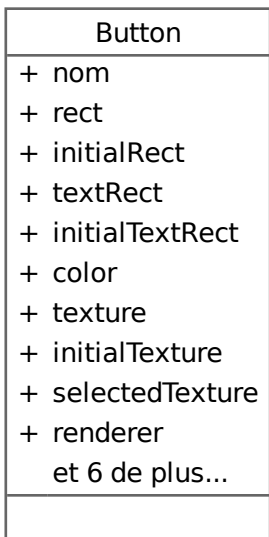 Button
+ nom
+ rect
+ initialRect
+ textRect
+ initialTextRect
+ color
+ texture
+ initialTexture
+ selectedTexture
+ renderer
et 6 de plus...